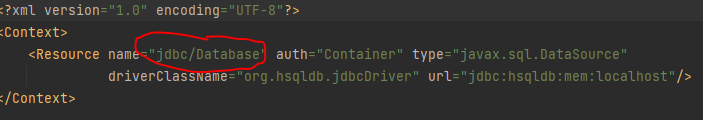 <?xml version="1.0" encoding="UTF-8"?>
<Context>
<Resource name="jdbc/Database" auth="Container" type="javax.sql.DataSource"
driverClassName="org.hsqldb.jdbcDriver" url="jdbc:hsqldb:mem:localhost"/>
</Context>